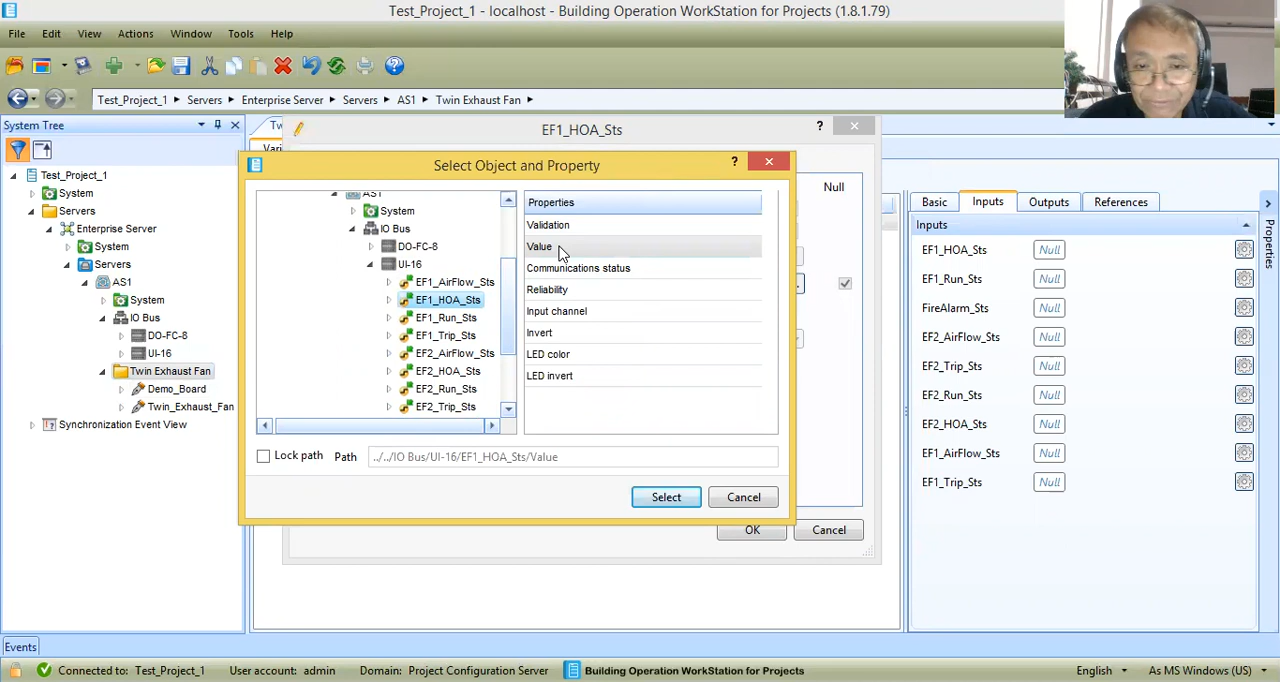 Test_Project_1 - localhost - Building Operation WorkStation for Projects (1.8.1.79)
File Edit View Actions Window Tools Help
Test_Project_1 Servers Enterprise Server Servers AS1 Twin Exhaust Fan
System Tree
Test_Project_1
System
Servers
Enterprise Server
System
Servers
AS1
System
IO Bus
DO-FC-8
UI-16
Twin Exhaust Fan
Demo_Board
Twin_Exhaust_Fan
Synchronization Event View
EF1_HOA_Sts
?
Null
Select Object and Property
?
AS1
System
IO Bus
DO-FC-8
UI-16
EF1_AirFlow_Sts
EF1_HOA_Sts
EF1_Run_Sts
EF1_Trip_Sts
EF2_AirFlow_Sts
EF2_HOA_Sts
EF2_Run_Sts
EF2_Trip_Sts
Properties
Validation
Value
Communications status
Reliability
Input channel
Invert
LED color
LED invert
Lock path Path ../../IO Bus/UI-16/EF1_HOA_Sts/Value
Select Cancel
OK Cancel
Basic Inputs Outputs References
Inputs
EF1_HOA_Sts Null
EF1_Run_Sts Null
FireAlarm_Sts Null
EF2_AirFlow_Sts Null
EF2_Trip_Sts Null
EF2_Run_Sts Null
EF2_HOA_Sts Null
EF1_AirFlow_Sts Null
EF1_Trip_Sts Null
Properties
Events
Connected to: Test_Project_1 User account: admin Domain: Project Configuration Server Building Operation WorkStation for Projects English As MS Windows (US)